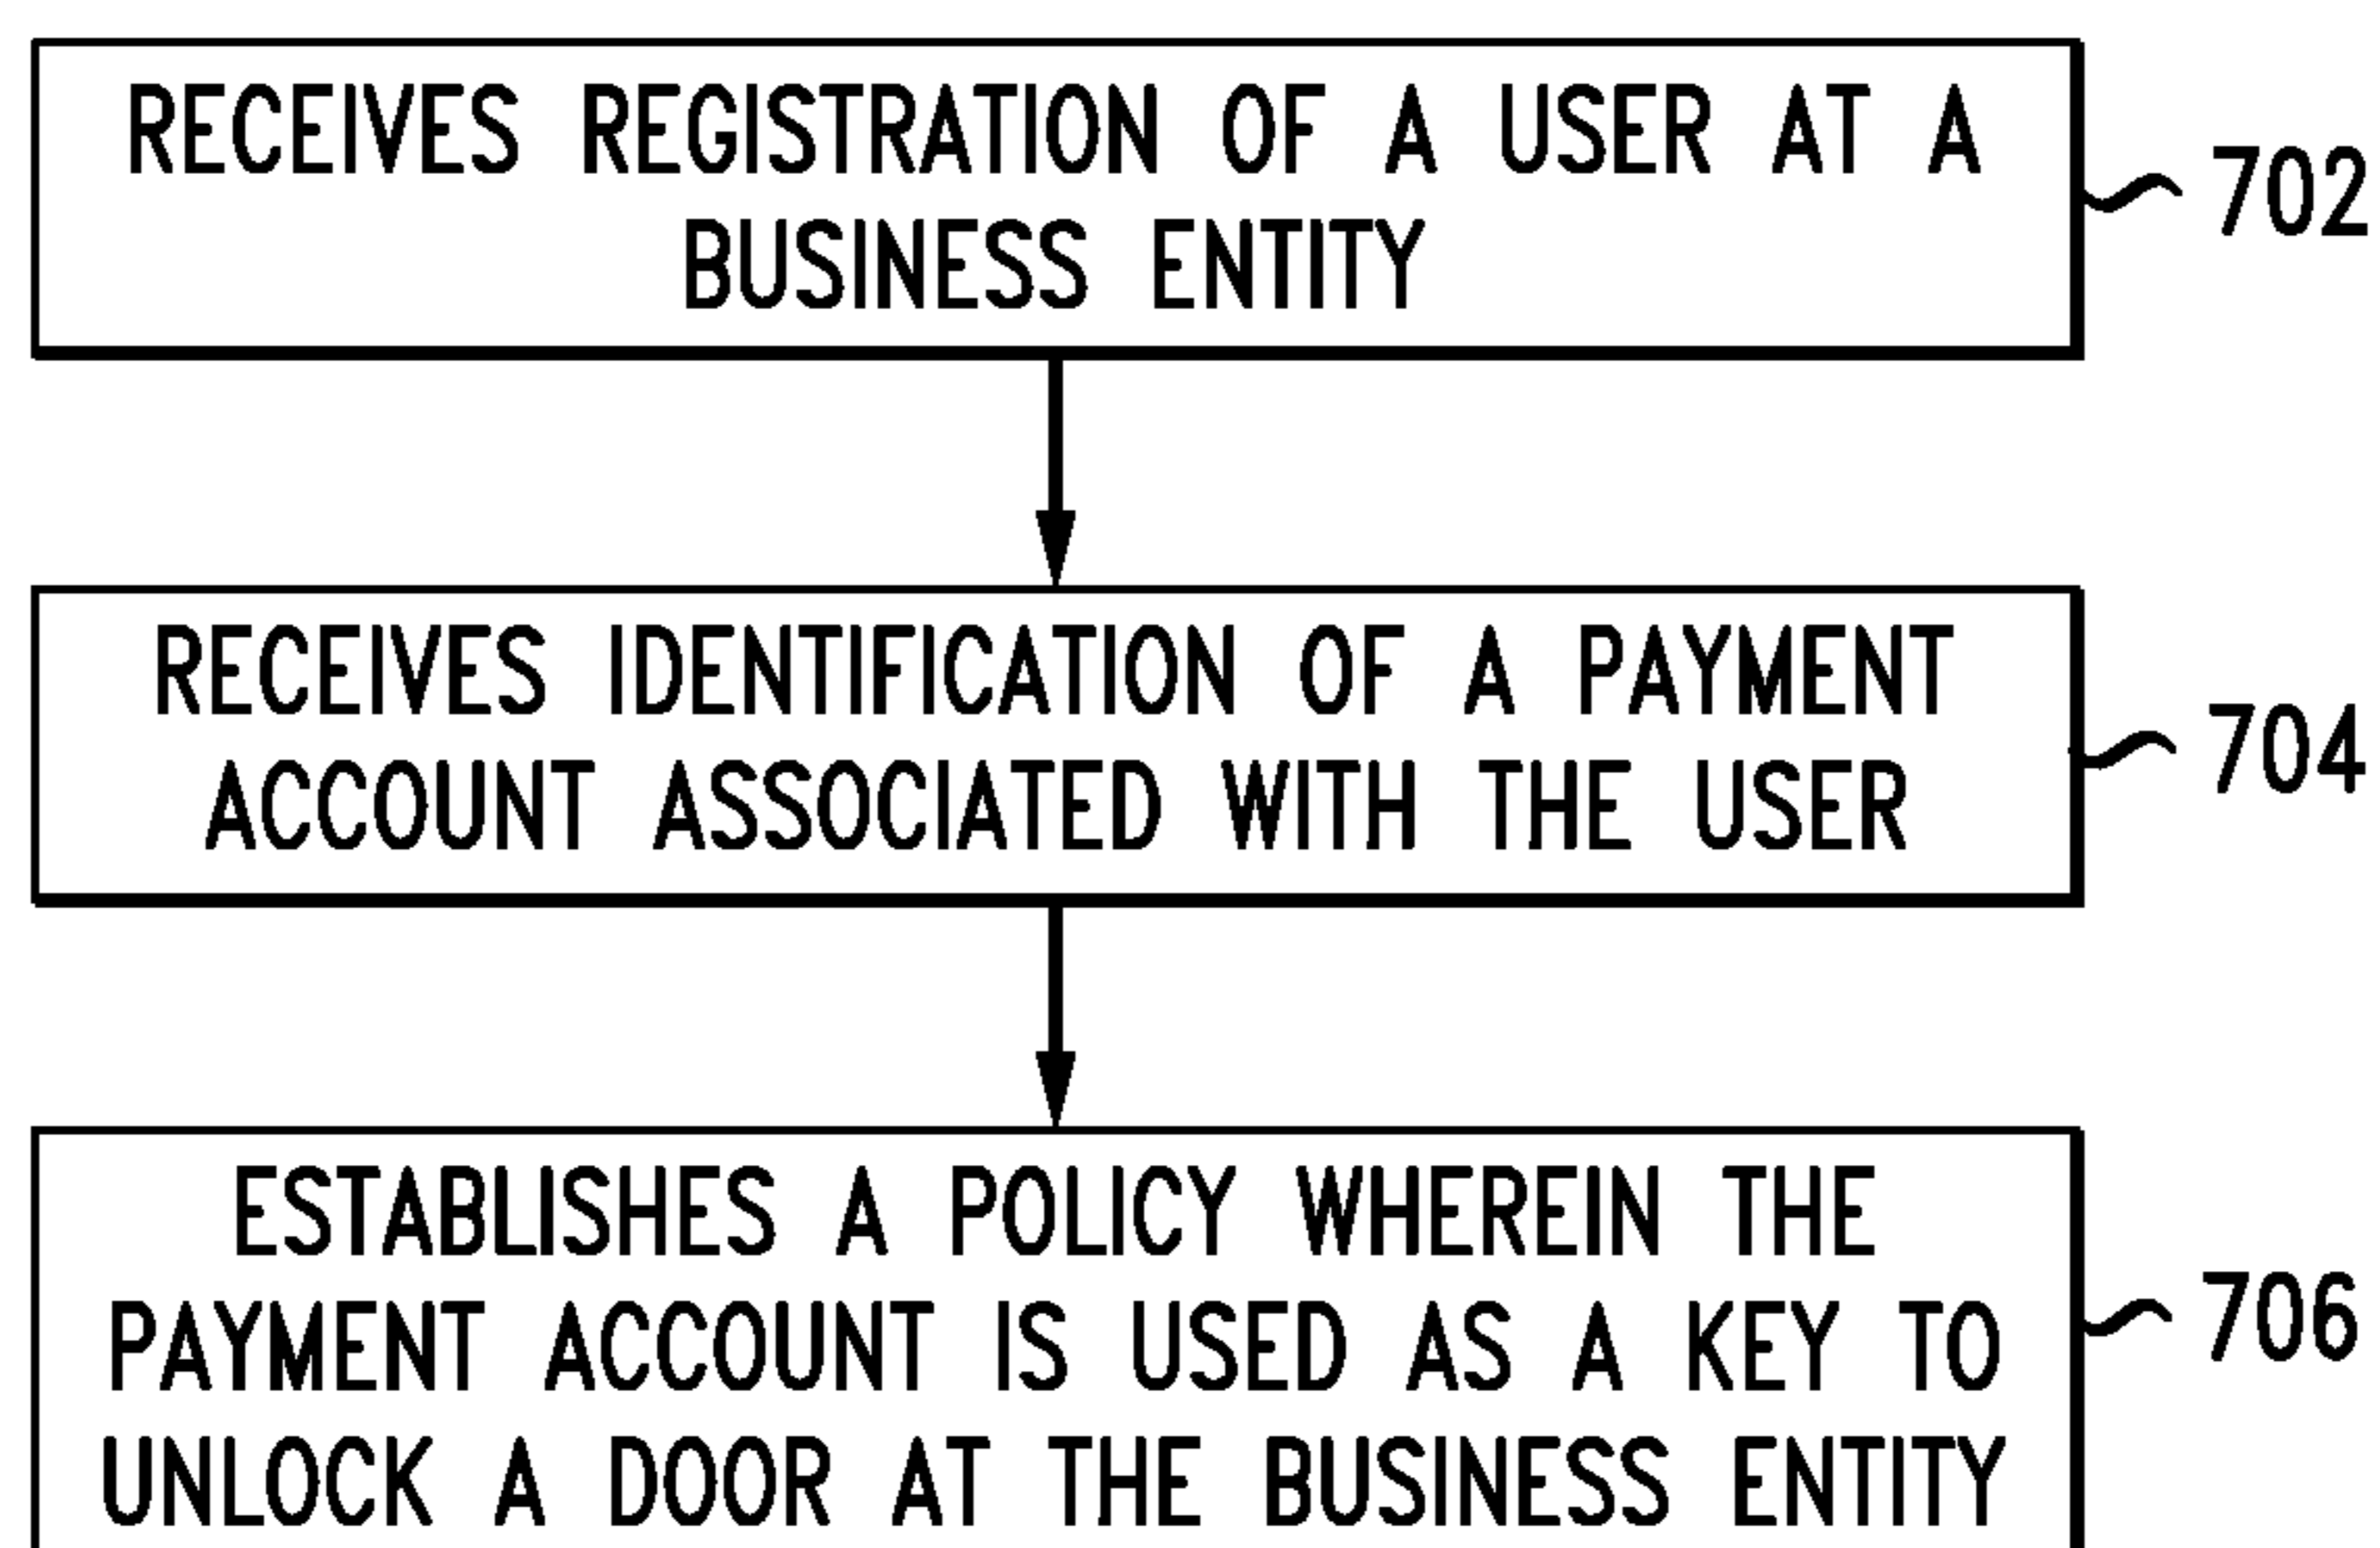 RECEIVES REGISTRATION OF A USER AT A
BUSINESS ENTITY
702
RECEIVES IDENTIFICATION OF A PAYMENT
ACCOUNT ASSOCIATED WITH THE USER
704
ESTABLISHES A POLICY WHEREIN THE
PAYMENT ACCOUNT IS USED AS A KEY TO
UNLOCK A DOOR AT THE BUSINESS ENTITY
706